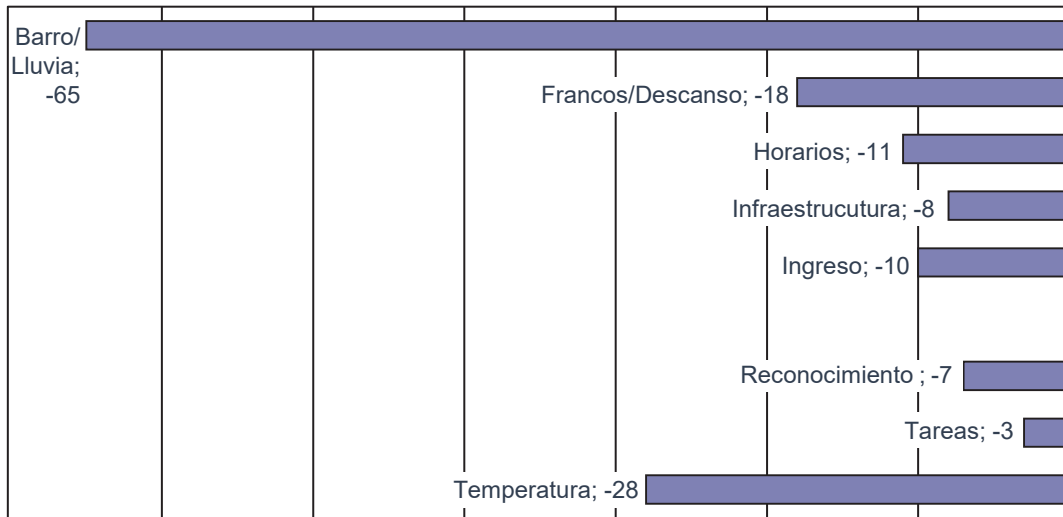 Barro/
Lluvia;
-65
Francos/Descanso; -18
Horarios; -11
Infraestrucutura; -8
Ingreso; -10
Reconocimiento ; -7
Tareas; -3
Temperatura; -28